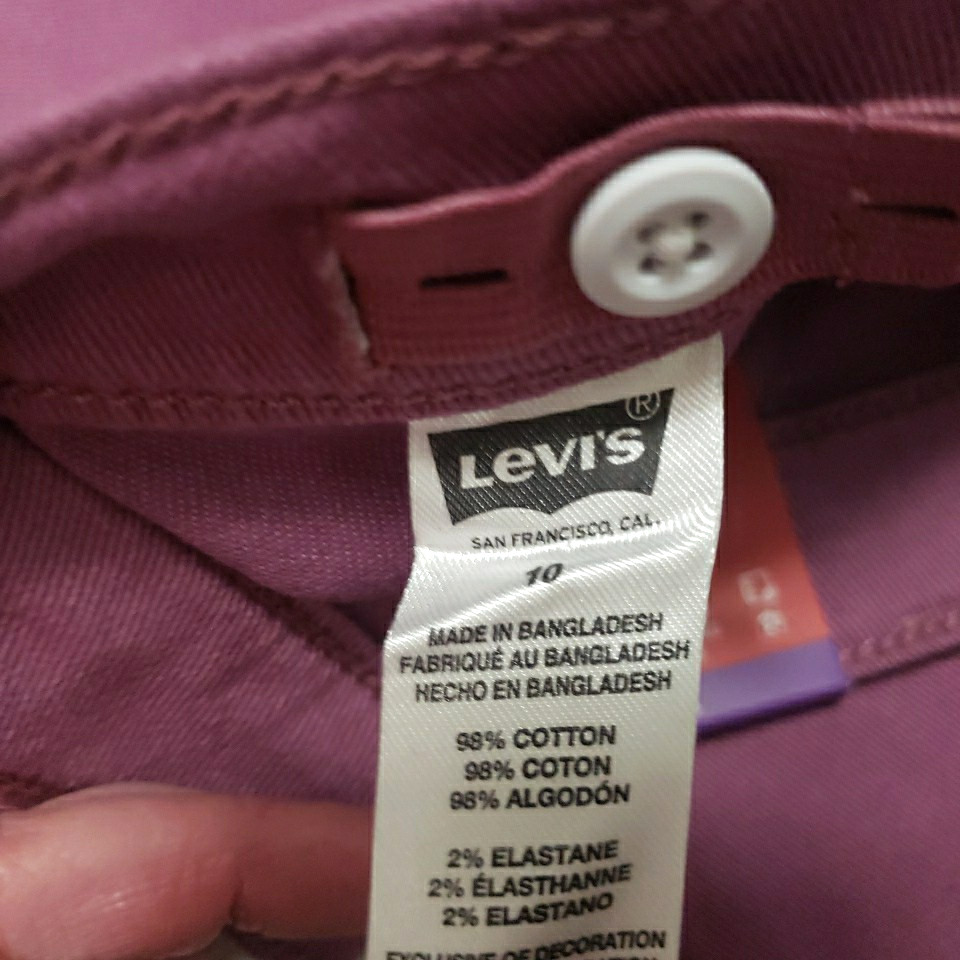 Levi's®
SAN FRANCISCO, CAL.
10
MADE IN BANGLADESH
FABRIQUÉ AU BANGLADESH
HECHO EN BANGLADESH
98% COTTON
98% COTON
98% ALGODÓN
2% ELASTANE
2% ÉLASTHANNE
2% ELASTANO
EXCLUSIVE OF DECORATION